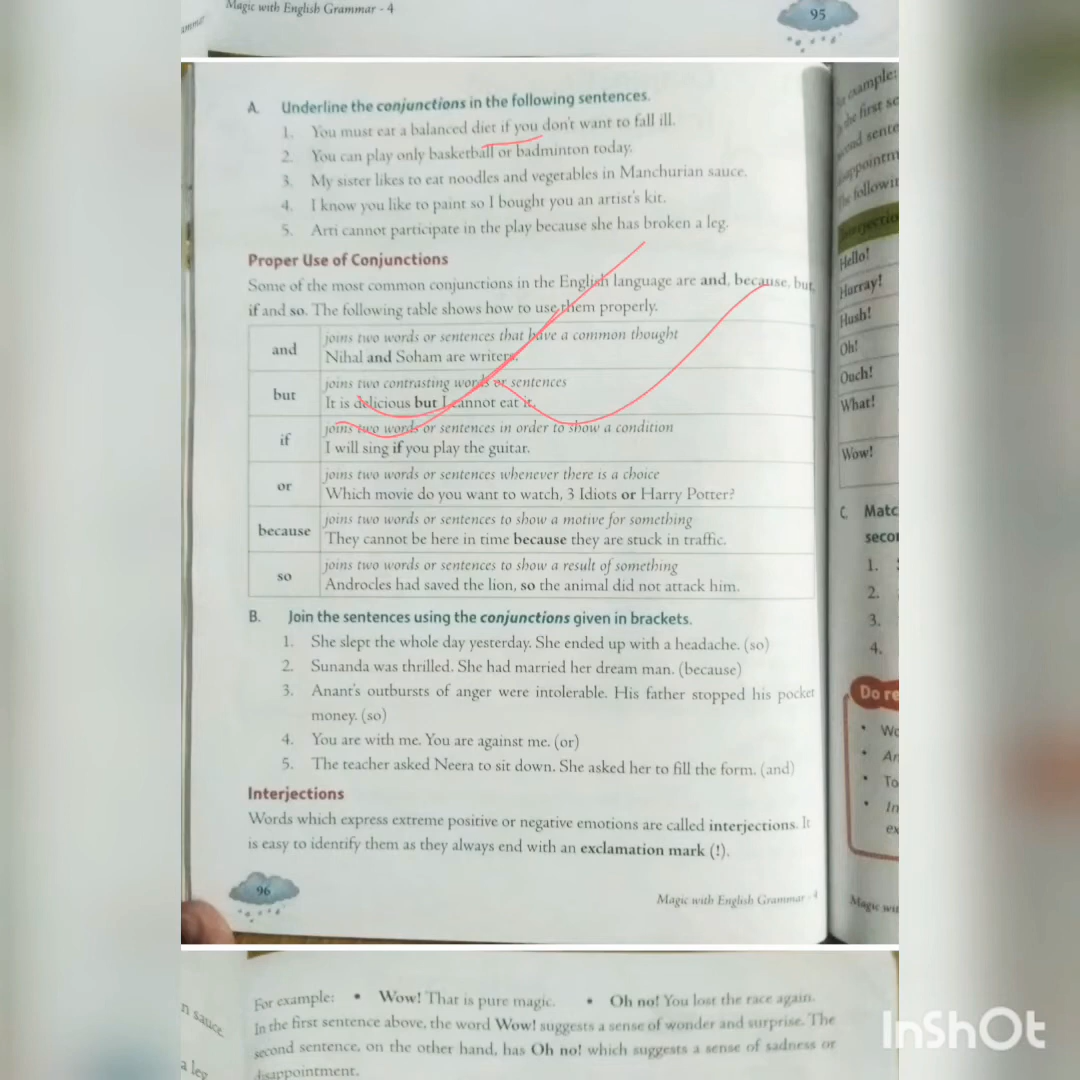 Magic with English Grammar - 4
95
A. Underline the conjunctions in the following sentences.
1. You must eat a balanced diet if you don't want to fall ill.
2. You can play only basketball or badminton today.
3. My sister likes to eat noodles and vegetables in Manchurian sauce.
4. I know you like to paint so I bought you an artist's kit.
5. Arti cannot participate in the play because she has broken a leg.
Proper Use of Conjunctions
Some of the most common conjunctions in the English language are and, because, but,
if and so. The following table shows how to use them properly.
and
joins two words or sentences that have a common thought
Nihal and Soham are writers.
but
joins two contrasting words or sentences
It is delicious but I cannot eat it.
if
joins two words or sentences in order to show a condition
I will sing if you play the guitar.
or
joins two words or sentences whenever there is a choice
Which movie do you want to watch, 3 Idiots or Harry Potter?
because
joins two words or sentences to show a motive for something
They cannot be here in time because they are stuck in traffic.
so
joins two words or sentences to show a result of something
Androcles had saved the lion, so the animal did not attack him.
B. Join the sentences using the conjunctions given in brackets.
1. She slept the whole day yesterday. She ended up with a headache. (so)
2. Sunanda was thrilled. She had married her dream man. (because)
3. Anant's outbursts of anger were intolerable. His father stopped his pocket
money. (so)
4. You are with me. You are against me. (or)
5. The teacher asked Neera to sit down. She asked her to fill the form. (and)
Interjections
Words which express extreme positive or negative emotions are called interjections. It
is easy to identify them as they always end with an exclamation mark (!).
96
Magic with English Grammar - 4
example:
the first
Hello!
Hurray!
Hush!
Oh!
Ouch!
What!
Wow!
C.
1.
2.
3.
4.
Do
To
For example: • Wow! That is pure magic. • Oh no! You lost the race again.
In the first sentence above, the word Wow! suggests a sense of wonder and surprise. The
second sentence, on the other hand, has Oh no! which suggests a sense of sadness or
disappointment.
sauce.
a leg
InShOt